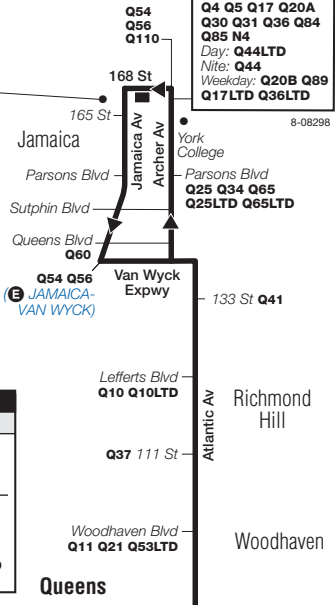 Q54
Q56
Q110
Q4 Q5 Q17 Q20A
Q30 Q31 Q36 Q84
Q85 N4
Day: Q44LTD
Nite: Q44
Weekday: Q20B Q89
Q17LTD Q36LTD
168 St
8-08298
165 St
Jamaica
Jamaica Av
Archer Av
York
College
Parsons Blvd
Parsons Blvd
Q25 Q34 Q65
Q25LTD Q65LTD
Sutphin Blvd
Queens Blvd
Q60
Q54 Q56
(E JAMAICA-
VAN WYCK)
Van Wyck
Expwy
133 St Q41
Lefferts Blvd
Q10 Q10LTD
Richmond
Hill
Atlantic Av
Q37 111 St
Woodhaven Blvd
Q11 Q21 Q53LTD
Woodhaven
Queens